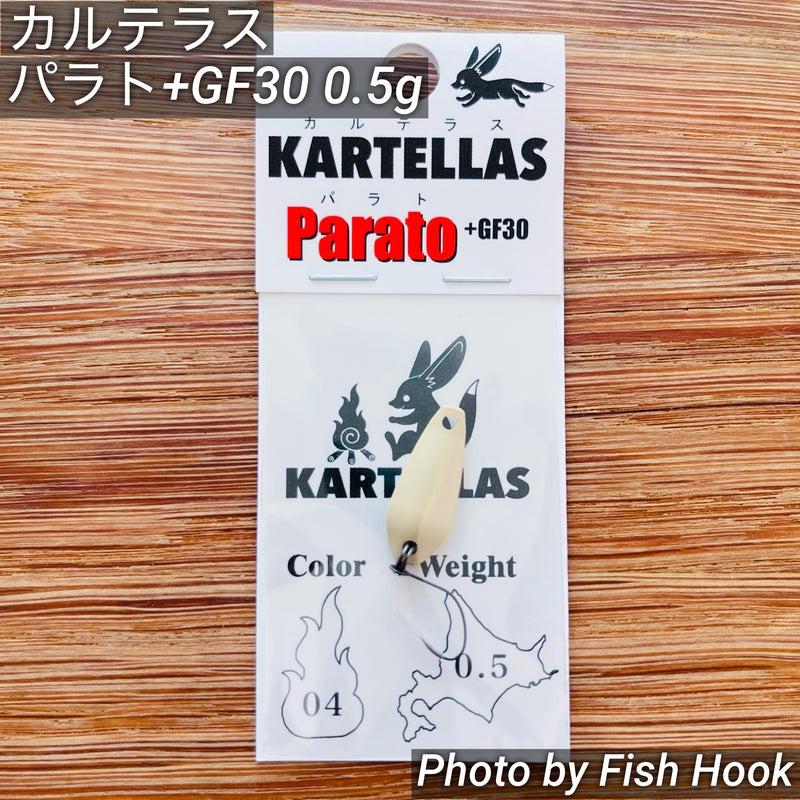 カルテラス
パラト+GF30 0.5g
カルテラス
KARTELLAS
パラト
Parato +GF30
KARTELLAS
Color Weight
04 0.5
Photo by Fish Hook